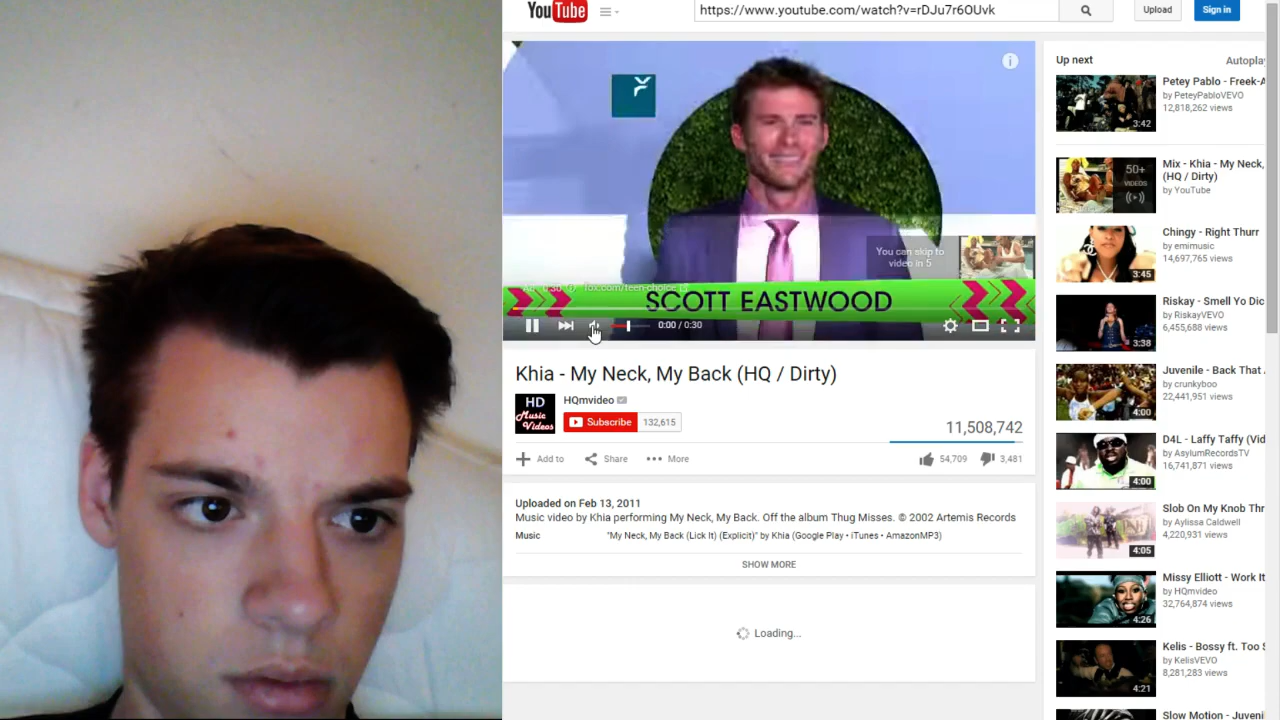 YouTube
https://www.youtube.com/watch?v=rDJu7r6OUvk
Upload
Sign in
You can skip to
video in 5
SCOTT EASTWOOD
0:00 / 0:30
Khia - My Neck, My Back (HQ / Dirty)
HD
Music
Videos
HQmvideo
Subscribe 132,615
11,508,742
Add to Share More 54,709 3,481
Uploaded on Feb 13, 2011
Music video by Khia performing My Neck, My Back. Off the album Thug Misses. © 2002 Artemis Records
Music "My Neck, My Back (Lick It) (Explicit)" by Khia (Google Play • iTunes • AmazonMP3)
SHOW MORE
Loading...
Up next Autoplay
Petey Pablo - Freek-A
by PeteyPabloVEVO
12,818,262 views
3:42
Mix - Khia - My Neck,
(HQ / Dirty)
by YouTube
50+
VIDEOS
Chingy - Right Thurr
by emimusic
14,697,765 views
3:45
Riskay - Smell Yo Dic
by RiskayVEVO
6,455,688 views
3:38
Juvenile - Back That
by crunkyboo
22,441,951 views
4:00
D4L - Laffy Taffy (Vid
by AsylumRecordsTV
16,741,871 views
4:00
Slob On My Knob Thr
by Aylissa Caldwell
4,220,931 views
4:05
Missy Elliott - Work It
by HQmvideo
32,764,874 views
4:26
Kelis - Bossy ft. Too S
by KelisVEVO
8,281,283 views
4:21
Slow Motion - Juveni